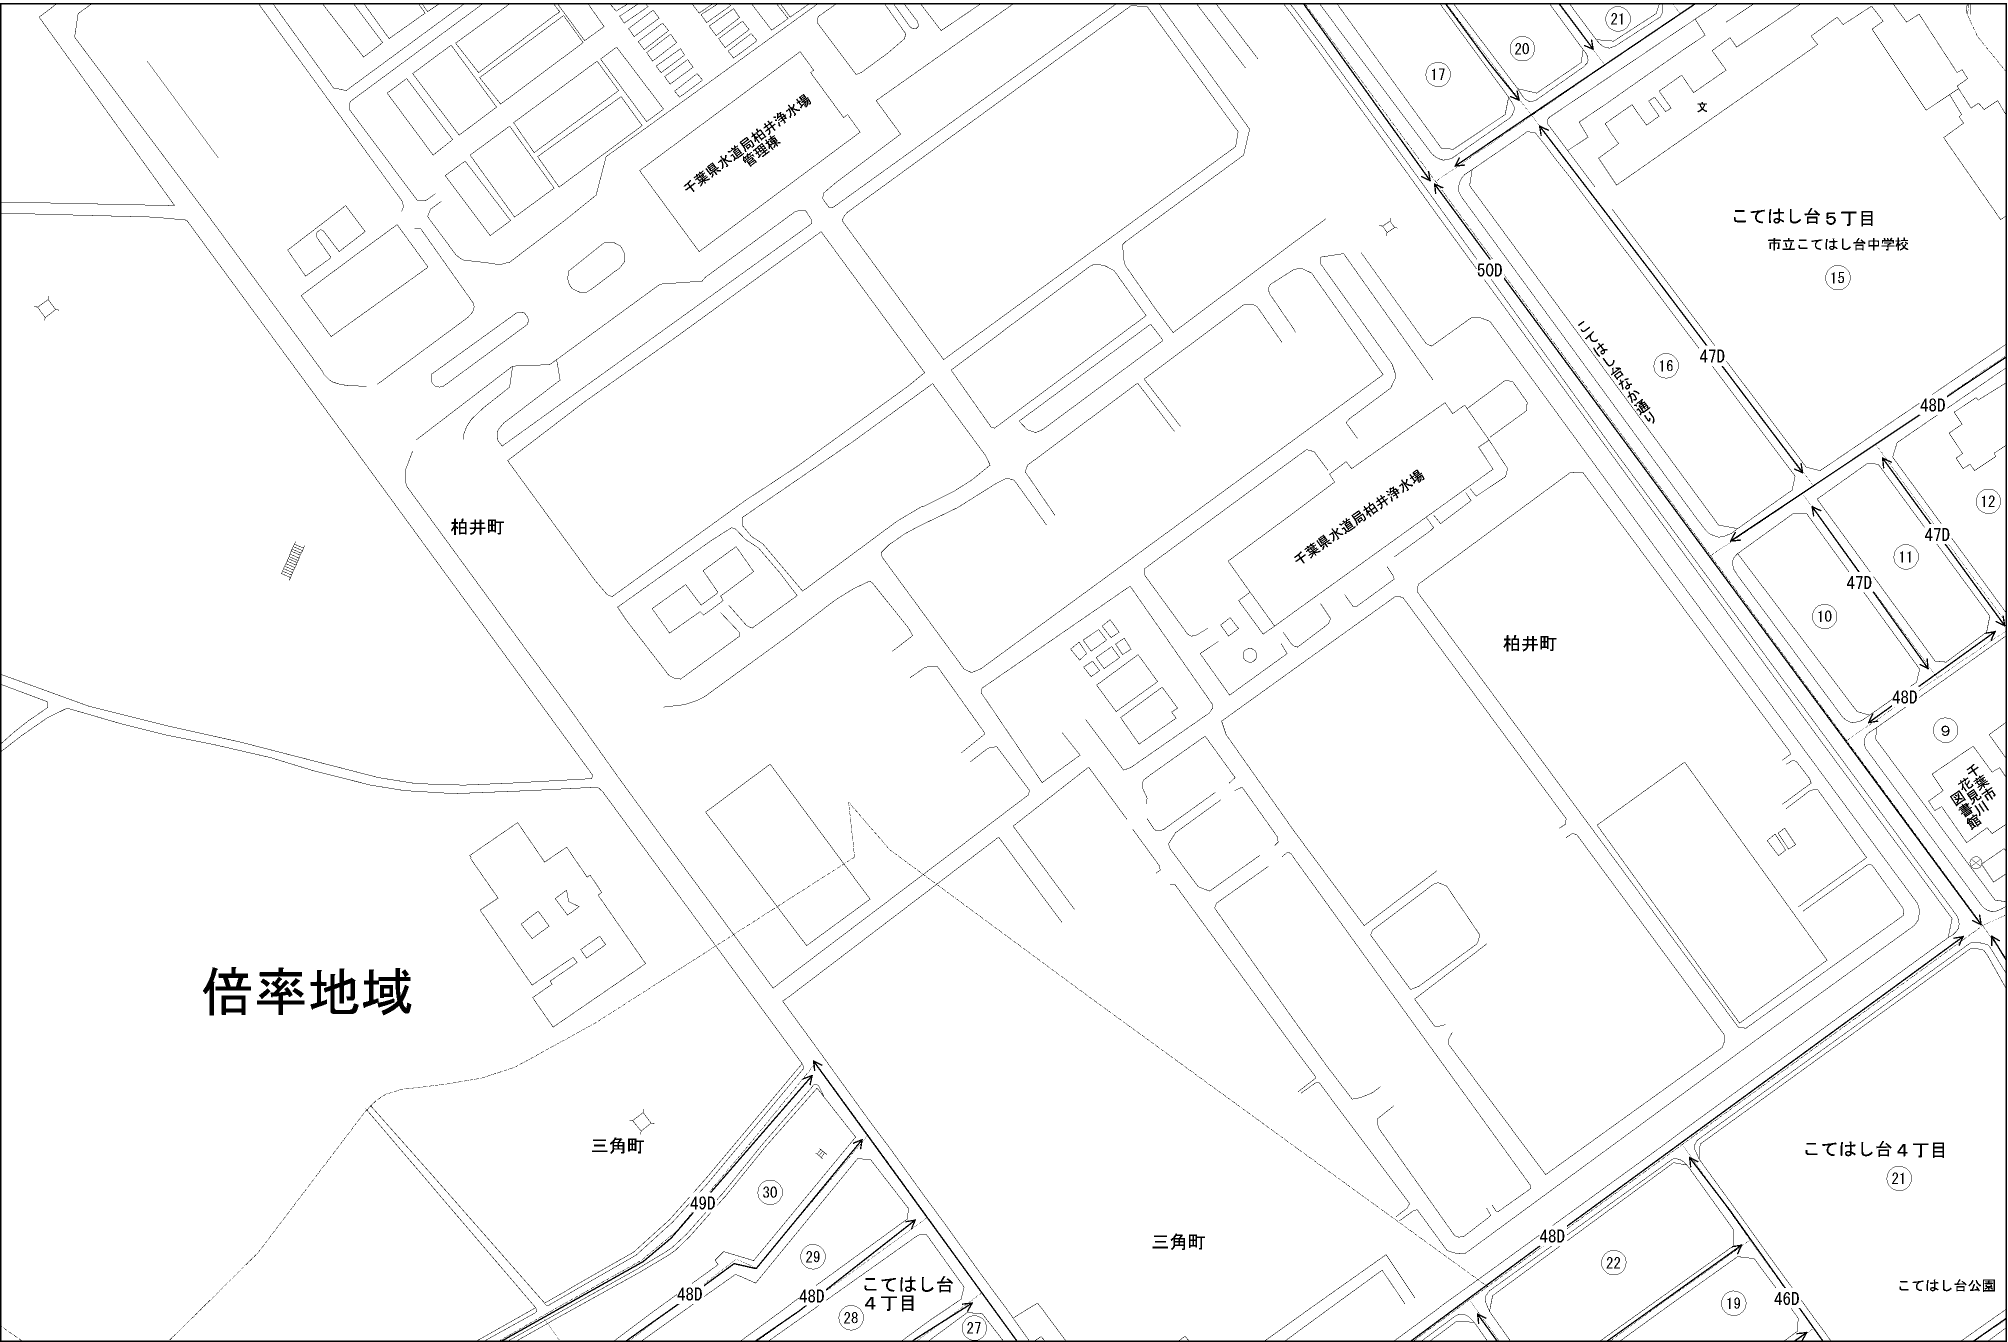 21
20
17
千葉県水道局柏井浄水場
管理棟
文
こてはし台５丁目
市立こてはし台中学校
15
50D
こてはし台なか通り
16
47D
48D
12
千葉県水道局柏井浄水場
柏井町
47D
11
47D
10
柏井町
48D
9
千葉市
花見川
図書館
倍率地域
三角町
30
49D
29
48D
48D
こてはし台
４丁目
28
27
三角町
48D
22
こてはし台４丁目
21
こてはし台公園
46D
19